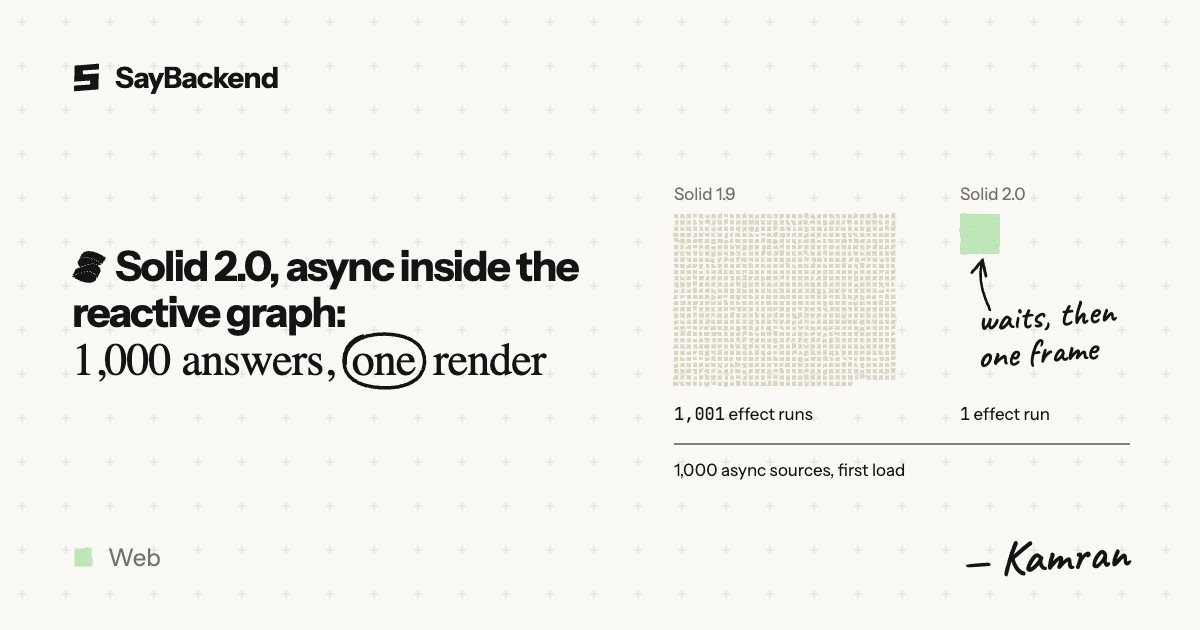 SayBackend
Solid 2.0, async inside the
reactive graph:
1,000 answers, one render
Solid 1.9
Solid 2.0
waits, then
one frame
1,001 effect runs
1 effect run
1,000 async sources, first load
Web
– Kamran